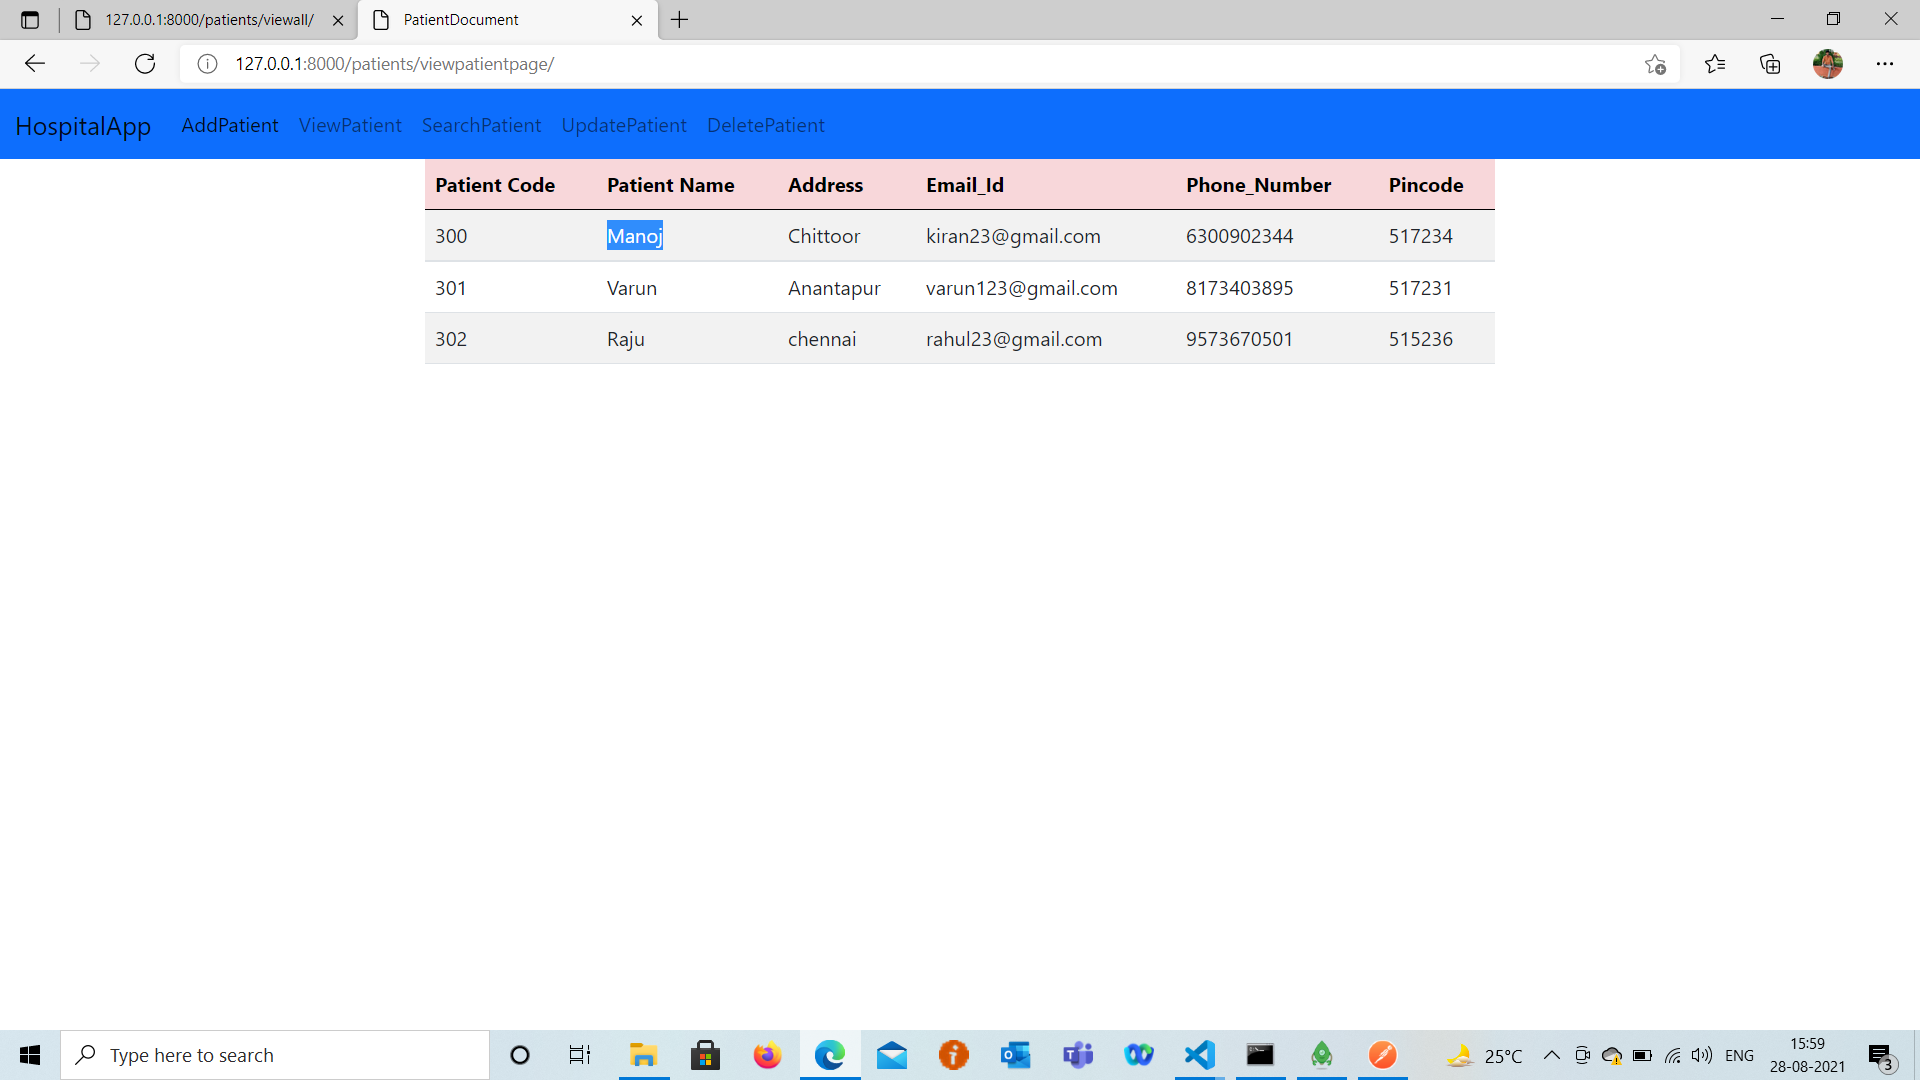 127.0.0.1:8000/patients/viewall/ PatientDocument
127.0.0.1:8000/patients/viewpatientpage/
HospitalApp AddPatient ViewPatient SearchPatient UpdatePatient DeletePatient
Patient Code Patient Name Address Email_Id Phone_Number Pincode
300 Manoj Chittoor kiran23@gmail.com 6300902344 517234
301 Varun Anantapur varun123@gmail.com 8173403895 517231
302 Raju chennai rahul23@gmail.com 9573670501 515236
Type here to search 25°C ENG 15:59
28-08-2021 3